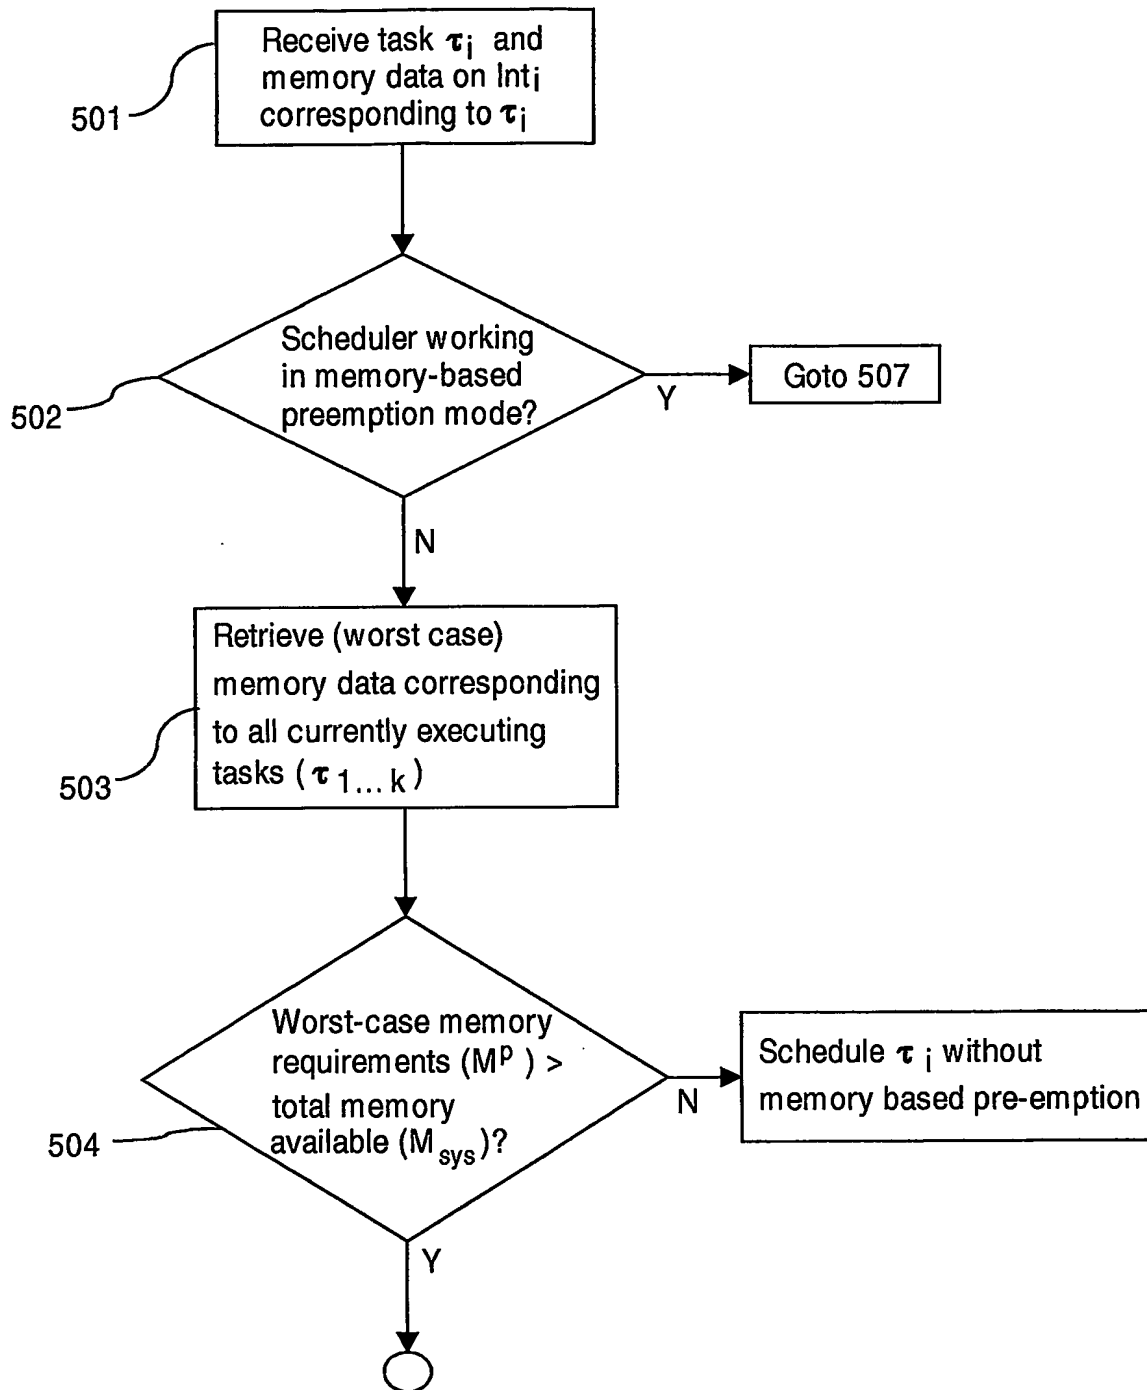 Receive task τi and
memory data on Inti
corresponding to τi
501
Scheduler working
in memory-based
preemption mode?
502
Y
Goto 507
N
Retrieve (worst case)
memory data corresponding
to all currently executing
tasks (τ 1... k)
503
Worst-case memory
requirements (Mp ) >
total memory
available (Msys)?
504
N
Schedule τ i without
memory based pre-emption
Y